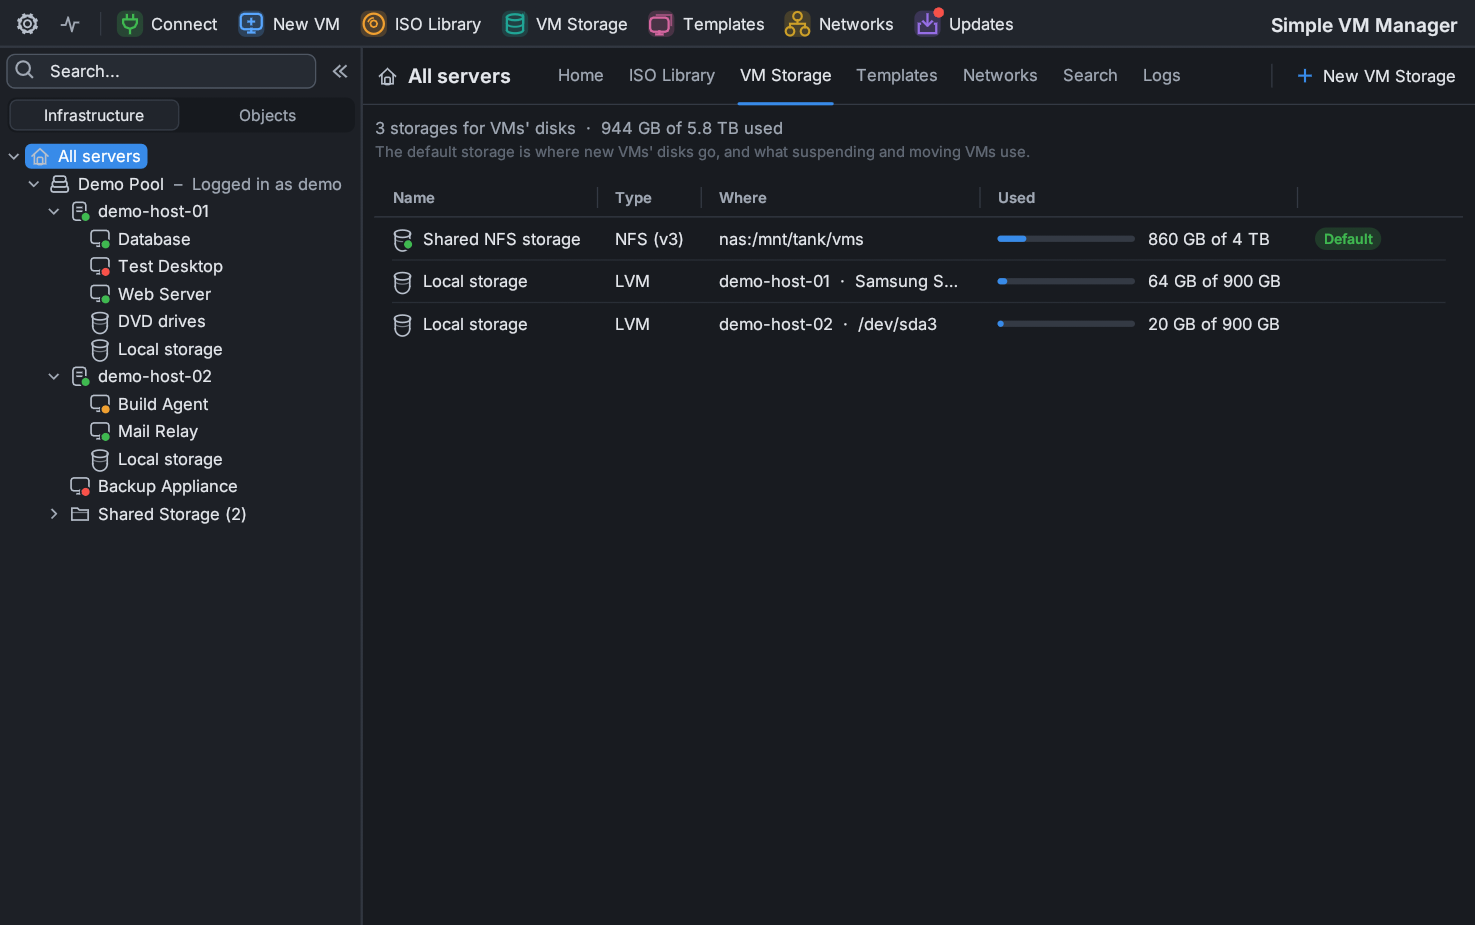 Connect New VM ISO Library VM Storage Templates Networks Updates Simple VM Manager
Search...
Infrastructure Objects
All servers
Demo Pool – Logged in as demo
demo-host-01
Database
Test Desktop
Web Server
DVD drives
Local storage
demo-host-02
Build Agent
Mail Relay
Local storage
Backup Appliance
Shared Storage (2)
All servers Home ISO Library VM Storage Templates Networks Search Logs + New VM Storage
3 storages for VMs' disks · 944 GB of 5.8 TB used
The default storage is where new VMs' disks go, and what suspending and moving VMs use.
Name Type Where Used
Shared NFS storage NFS (v3) nas:/mnt/tank/vms 860 GB of 4 TB Default
Local storage LVM demo-host-01 · Samsung S... 64 GB of 900 GB
Local storage LVM demo-host-02 · /dev/sda3 20 GB of 900 GB